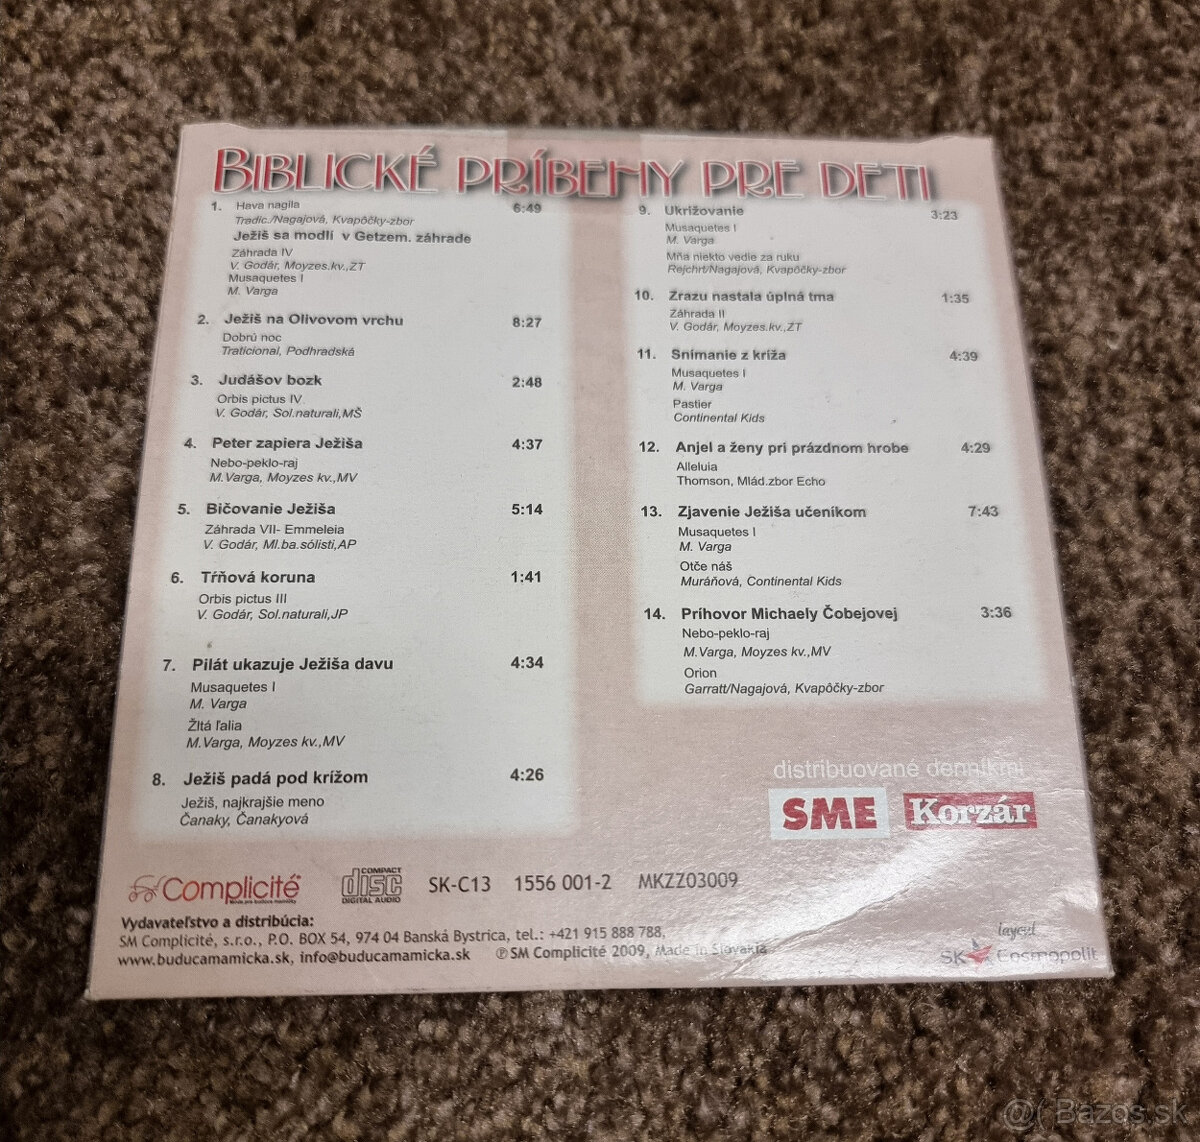 BIBLICKÉ PRÍBEHY PRE DETI
1. Hava nagila 6:49
Tradic./Nagajová, Kvapôčky-zbor
Ježiš sa modlí v Getzem. záhrade
Záhrada IV
V. Godár, Moyzes.kv.,ZT
Musaquetes I
M. Varga
2. Ježiš na Olivovom vrchu 8:27
Dobrú noc
Traticional, Podhradská
3. Judášov bozk 2:48
Orbis pictus IV
V. Godár, Sol.naturali,MŠ
4. Peter zapiera Ježiša 4:37
Nebo-peklo-raj
M.Varga, Moyzes kv.,MV
5. Bičovanie Ježiša 5:14
Záhrada VII- Emmeleia
V. Godár, Ml.ba.sólisti,AP
6. Tŕňová koruna 1:41
Orbis pictus III
V. Godár, Sol.naturali,JP
7. Pilát ukazuje Ježiša davu 4:34
Musaquetes I
M. Varga
Žltá ľalia
M.Varga, Moyzes kv.,MV
8. Ježiš padá pod krížom 4:26
Ježiš, najkrajšie meno
Čanaky, Čanakyová
9. Ukrižovanie 3:23
Musaquetes I
M. Varga
Mňa niekto vedie za ruku
Rejchrt/Nagajová, Kvapôčky-zbor
10. Zrazu nastala úplná tma 1:35
Záhrada II
V. Godár, Moyzes.kv.,ZT
11. Snímanie z kríža 4:39
Musaquetes I
M. Varga
Pastier
Continental Kids
12. Anjel a ženy pri prázdnom hrobe 4:29
Alleluia
Thomson, Mlád.zbor Echo
13. Zjavenie Ježiša učeníkom 7:43
Musaquetes I
M. Varga
Otče náš
Muráňová, Continental Kids
14. Príhovor Michaely Čobejovej 3:36
Nebo-peklo-raj
M.Varga, Moyzes kv.,MV
Orion
Garratt/Nagajová, Kvapôčky-zbor
distribuované denníkmi
SME Korzár
Complicité
COMPACT
disc
DIGITAL AUDIO
SK-C13 1556 001-2 MKZZ03009
Vydavateľstvo a distribúcia:
SM Complicité, s.r.o., P.O. BOX 54, 974 04 Banská Bystrica, tel.: +421 915 888 788,
www.buducamamicka.sk, info@buducamamicka.sk ℗ SM Complicité 2009, Made in Slovakia
layout
SK Cosmopolit
Bazos.sk